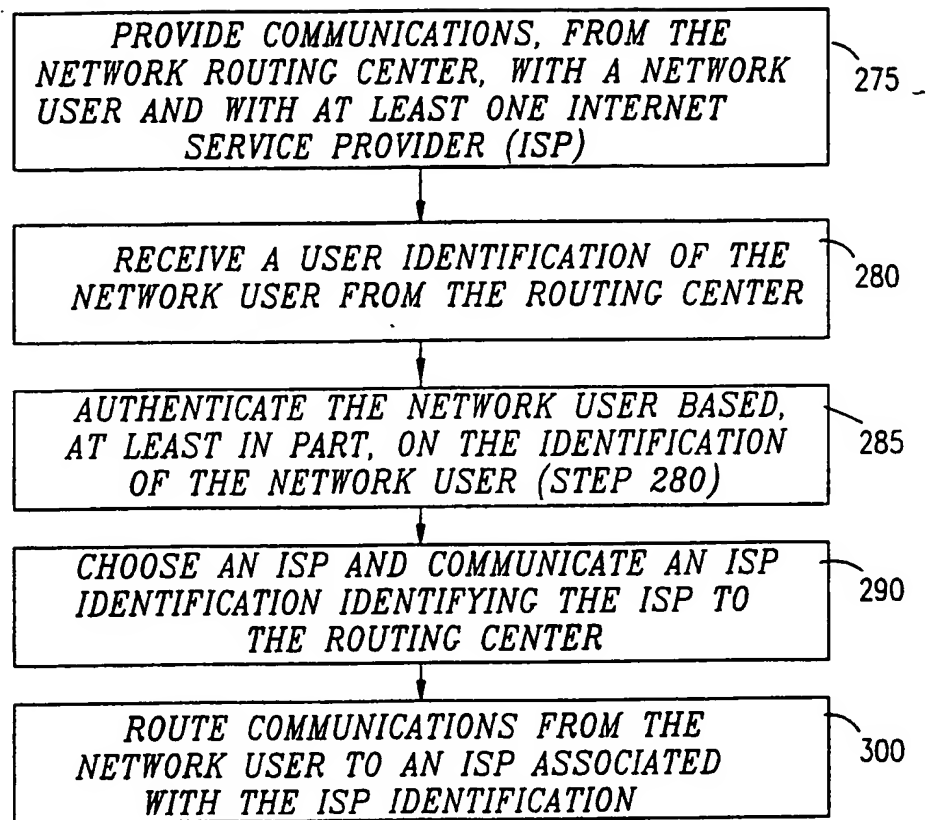 PROVIDE COMMUNICATIONS, FROM THE
NETWORK ROUTING CENTER, WITH A NETWORK
USER AND WITH AT LEAST ONE INTERNET
SERVICE PROVIDER (ISP)
275
RECEIVE A USER IDENTIFICATION OF THE
NETWORK USER FROM THE ROUTING CENTER
280
AUTHENTICATE THE NETWORK USER BASED,
AT LEAST IN PART, ON THE IDENTIFICATION
OF THE NETWORK USER (STEP 280)
285
CHOOSE AN ISP AND COMMUNICATE AN ISP
IDENTIFICATION IDENTIFYING THE ISP TO
THE ROUTING CENTER
290
ROUTE COMMUNICATIONS FROM THE
NETWORK USER TO AN ISP ASSOCIATED
WITH THE ISP IDENTIFICATION
300